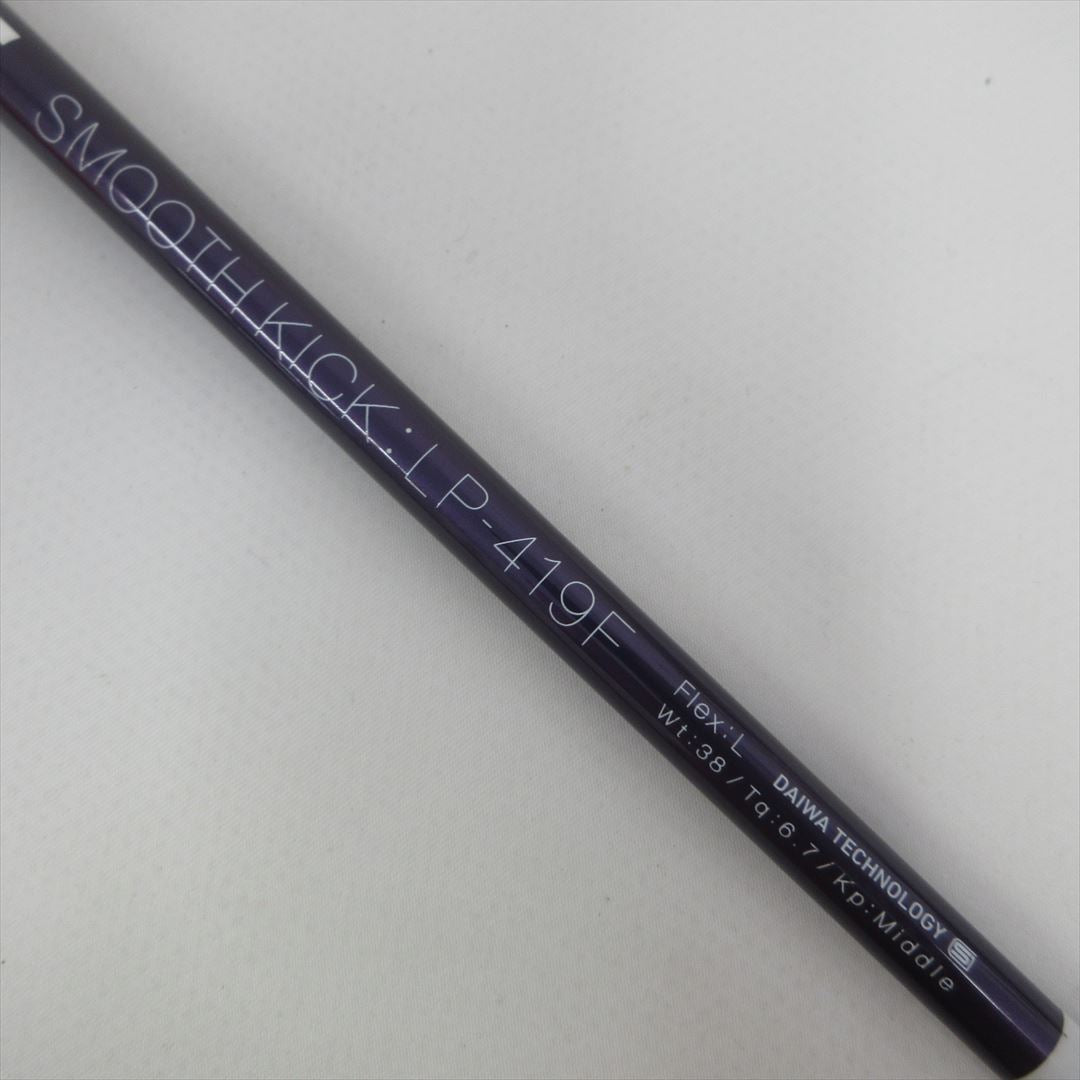 SMOOTH KICK:LP-419F
Flex:L
Wt:38/Tq:6.7/Kp:Middle
DAIWA TECHNOLOGY